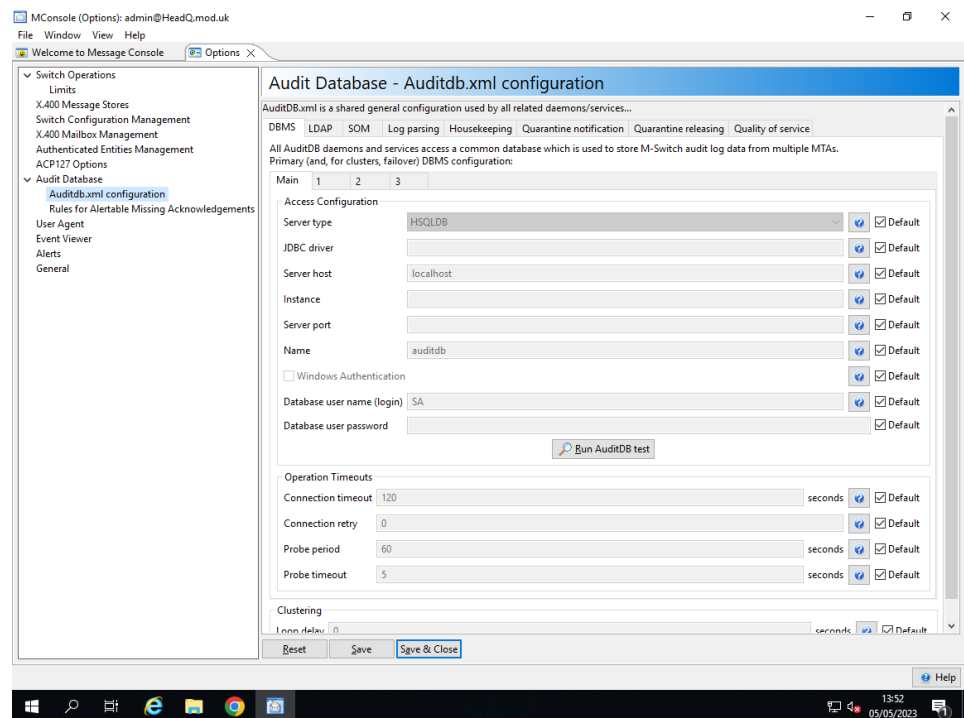 MConsole (Options): admin@HeadQ.mod.uk
File Window View Help
Welcome to Message Console Options
Switch Operations
Limits
X.400 Message Stores
Switch Configuration Management
X.400 Mailbox Management
Authenticated Entities Management
ACP127 Options
Audit Database
Auditdb.xml configuration
Rules for Alertable Missing Acknowledgements
User Agent
Event Viewer
Alerts
General
Audit Database - Auditdb.xml configuration
AuditDB.xml is a shared general configuration used by all related daemons/services...
DBMS LDAP SOM Log parsing Housekeeping Quarantine notification Quarantine releasing Quality of service
All AuditDB daemons and services access a common database which is used to store M-Switch audit log data from multiple MTAs.
Primary (and, for clusters, failover) DBMS configuration:
Main 1 2 3
Access Configuration
Server type HSQLDB Default
JDBC driver Default
Server host localhost Default
Instance Default
Server port Default
Name auditdb Default
Windows Authentication Default
Database user name (login) SA Default
Database user password Default
Run AuditDB test
Operation Timeouts
Connection timeout 120 seconds Default
Connection retry 0 Default
Probe period 60 seconds Default
Probe timeout 5 seconds Default
Clustering
Loop delay 0 seconds Default
Reset Save Save & Close
Help
13:52
05/05/2023
1